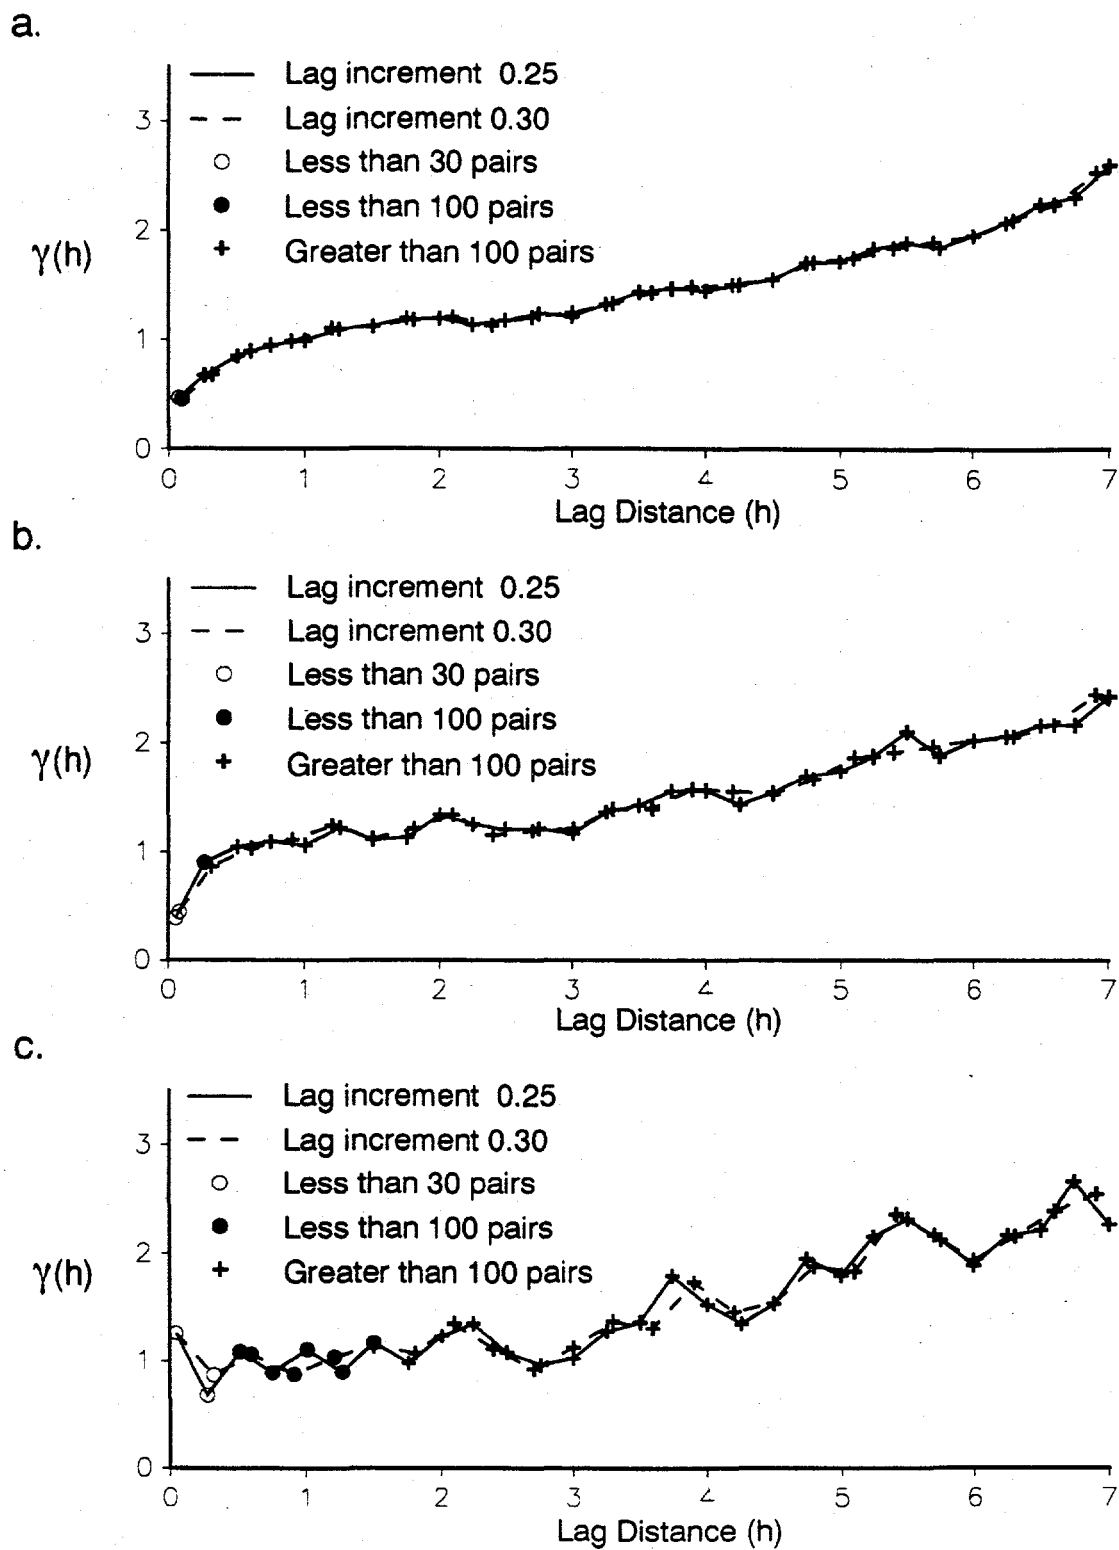 a.
Lag increment 0.25
Lag increment 0.30
Less than 30 pairs
Less than 100 pairs
Greater than 100 pairs
γ(h)
3
2
1
0
0 1 2 3 4 5 6 7
Lag Distance (h)
b.
Lag increment 0.25
Lag increment 0.30
Less than 30 pairs
Less than 100 pairs
Greater than 100 pairs
γ(h)
3
2
1
0
0 1 2 3 4 5 6 7
Lag Distance (h)
c.
Lag increment 0.25
Lag increment 0.30
Less than 30 pairs
Less than 100 pairs
Greater than 100 pairs
γ(h)
3
2
1
0
0 1 2 3 4 5 6 7
Lag Distance (h)